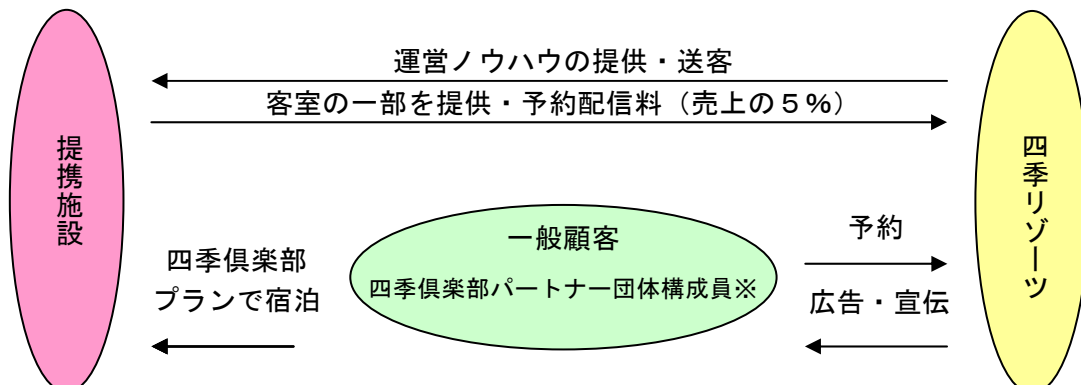 運営ノウハウの提供・送客
客室の一部を提供・予約配信料（売上の５%）
提携施設
四季リゾーツ
一般顧客
四季倶楽部パートナー団体構成員※
四季倶楽部
プランで宿泊
予約
広告・宣伝